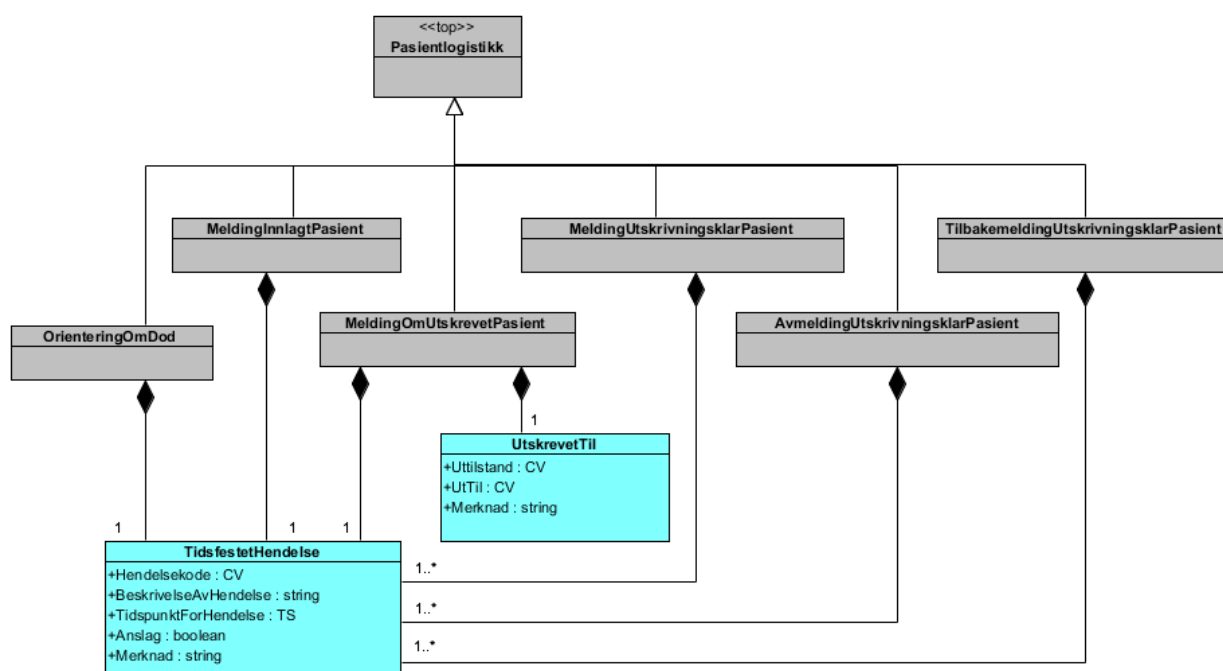 <<top>>
Pasientlogistikk
MeldingInnlagtPasient
MeldingUtskrivningsklarPasient
TilbakemeldingUtskrivningsklarPasient
OrienteringOmDod
MeldingOmUtskrevetPasient
AvmeldingUtskrivningsklarPasient
1
UtskrevetTil
+Uttilstand : CV
+UtTil : CV
+Merknad : string
1
1
1
TidsfestetHendelse
+Hendelsekode : CV
+BeskrivelseAvHendelse : string
+TidspunktForHendelse : TS
+Anslag : boolean
+Merknad : string
1..*
1..*
1..*